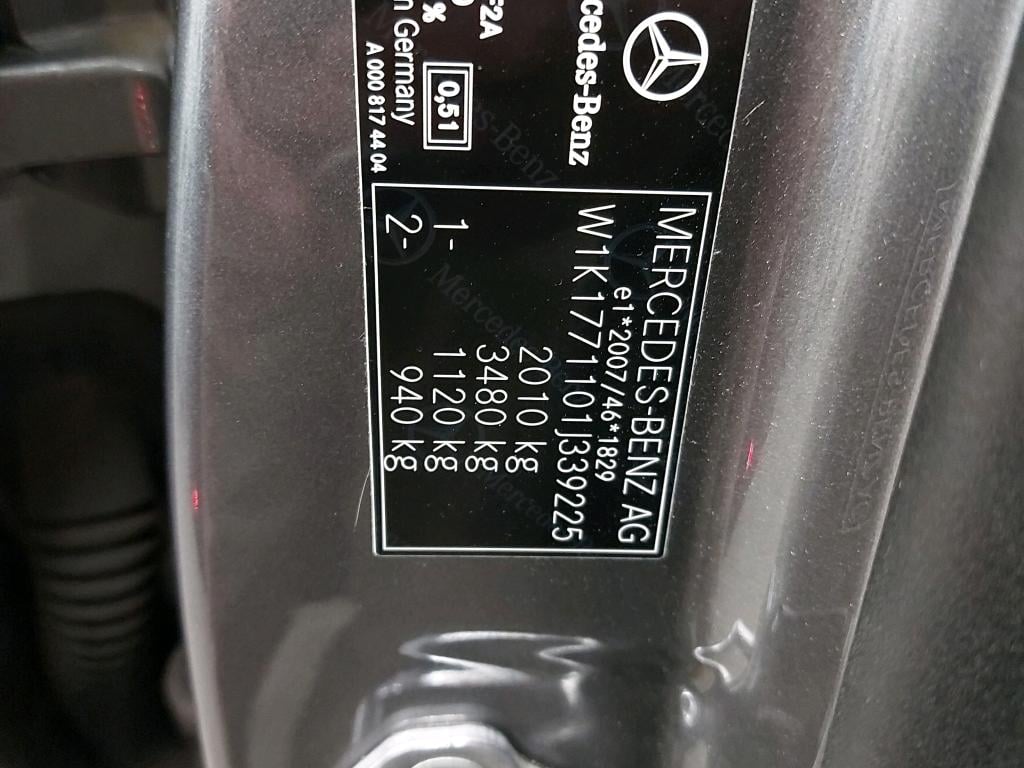 MERCEDES-BENZ AG
e1*2007/46*1829
W1K1771101J339225
2010 kg
3480 kg
1- 1120 kg
2- 940 kg
cedes-Benz
F2A
%
n Germany
0,51
A 000 817 44 04